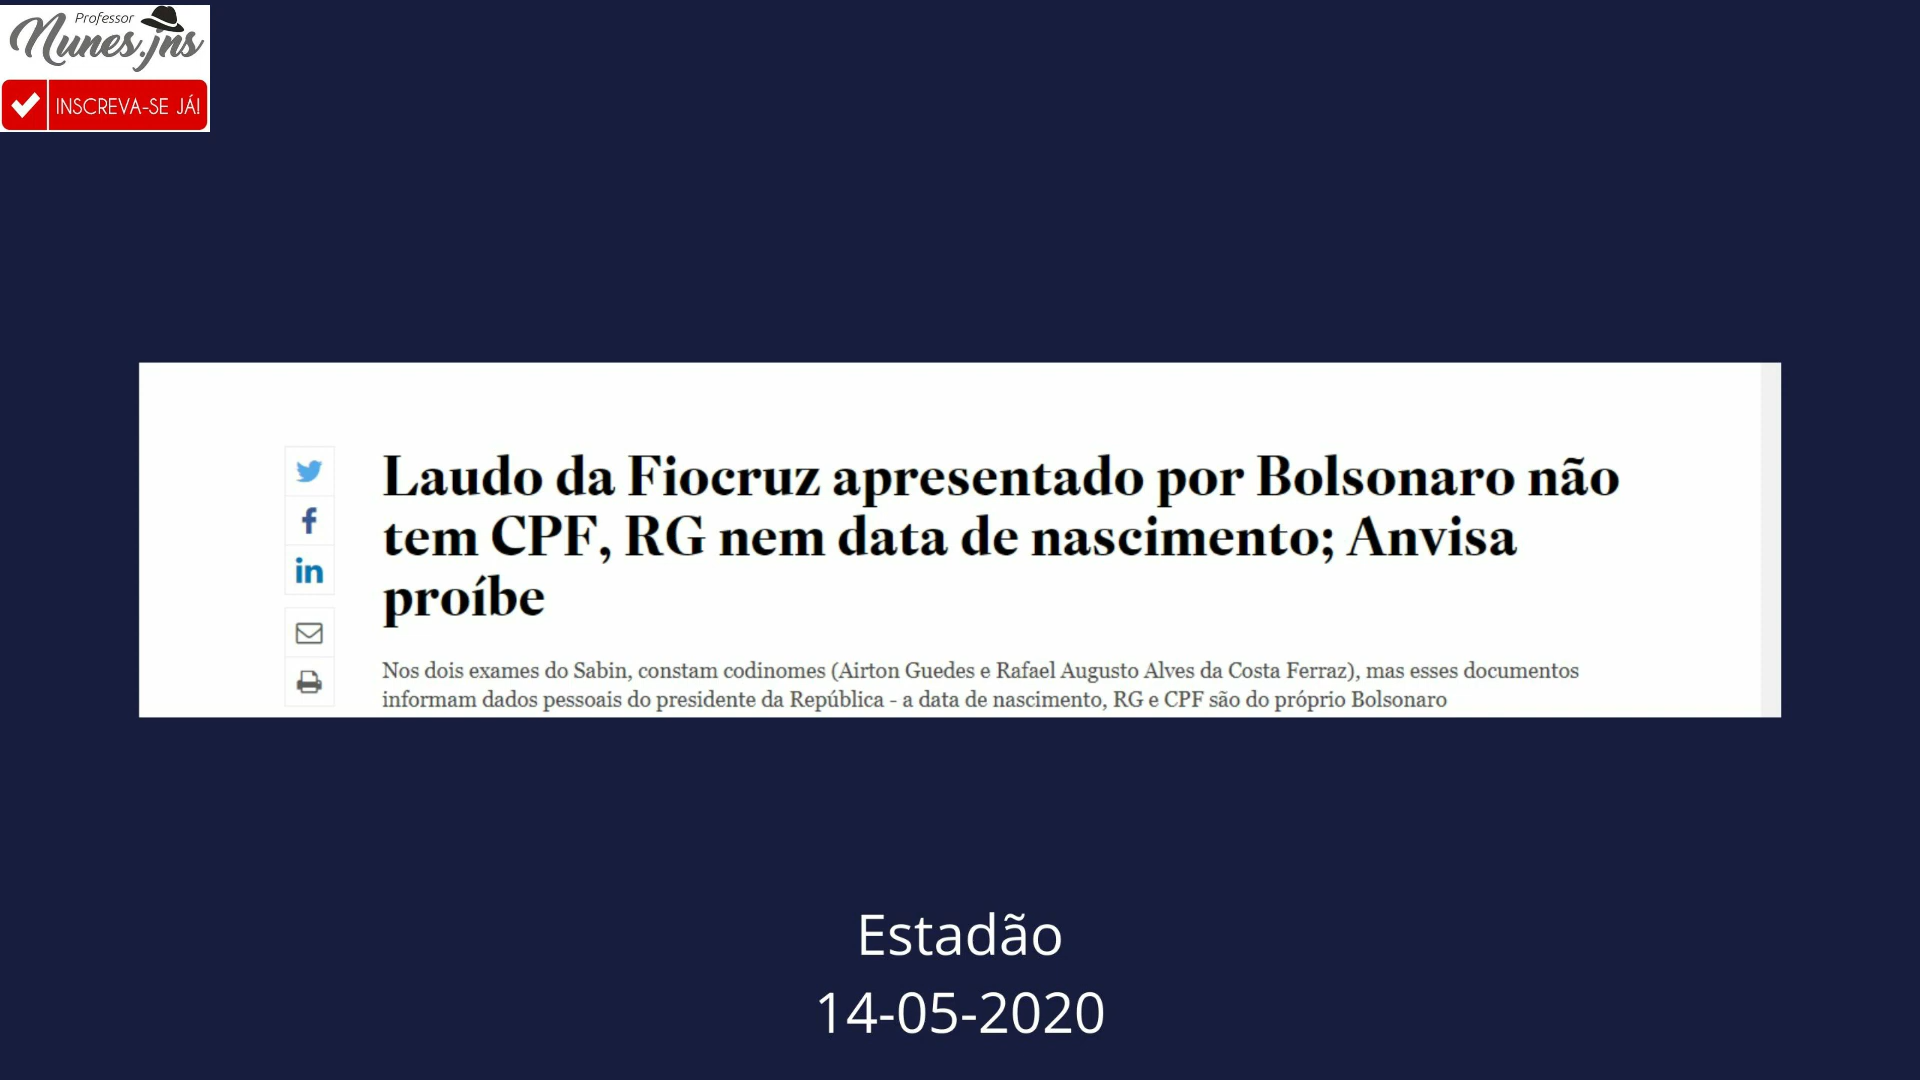 Professor
Nunes.jns
INSCREVA-SE JÁ!
Laudo da Fiocruz apresentado por Bolsonaro não
tem CPF, RG nem data de nascimento; Anvisa
proíbe
Nos dois exames do Sabin, constam codinomes (Airton Guedes e Rafael Augusto Alves da Costa Ferraz), mas esses documentos
informam dados pessoais do presidente da República - a data de nascimento, RG e CPF são do próprio Bolsonaro
Estadão
14-05-2020